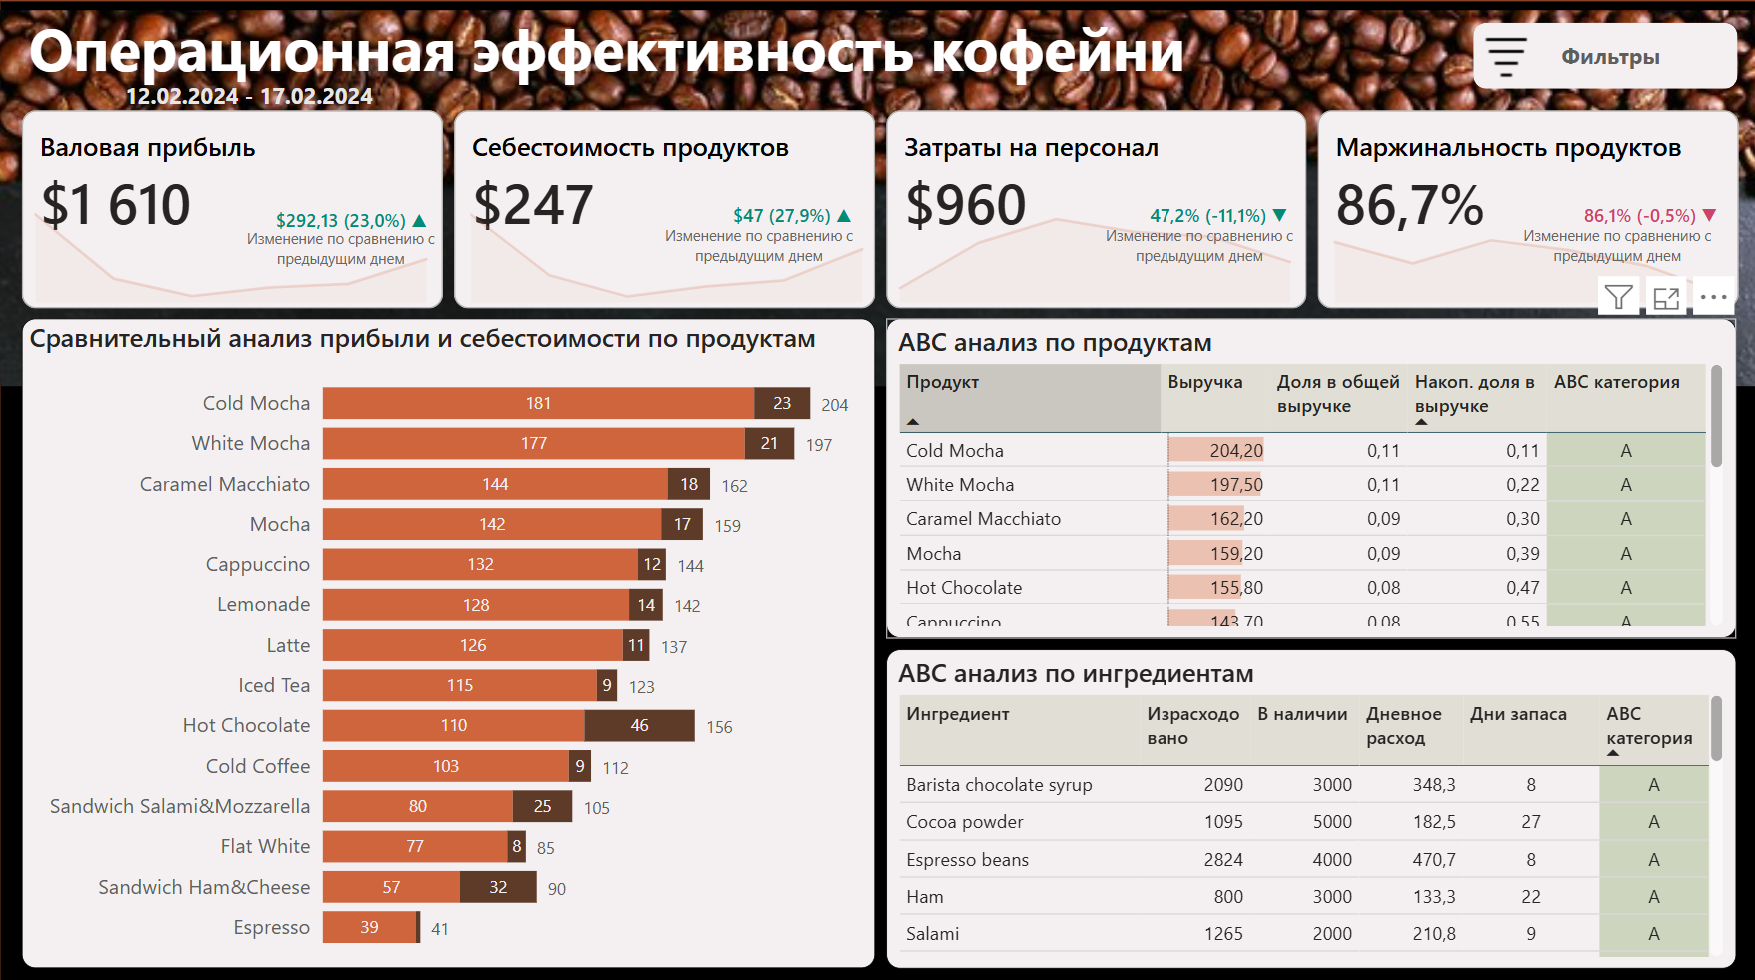 Операционная эффективность кофейни
12.02.2024 - 17.02.2024
Фильтры
Валовая прибыль
$1 610
$292,13 (23,0%) ▲
Изменение по сравнению с
предыдущим днем
Себестоимость продуктов
$247
$47 (27,9%) ▲
Изменение по сравнению с
предыдущим днем
Затраты на персонал
$960
47,2% (-11,1%) ▼
Изменение по сравнению с
предыдущим днем
Маржинальность продуктов
86,7%
86,1% (-0,5%) ▼
Изменение по сравнению с
предыдущим днем
Сравнительный анализ прибыли и себестоимости по продуктам
Cold Mocha 181 23 204
White Mocha 177 21 197
Caramel Macchiato 144 18 162
Mocha 142 17 159
Cappuccino 132 12 144
Lemonade 128 14 142
Latte 126 11 137
Iced Tea 115 9 123
Hot Chocolate 110 46 156
Cold Coffee 103 9 112
Sandwich Salami&Mozzarella 80 25 105
Flat White 77 8 85
Sandwich Ham&Cheese 57 32 90
Espresso 39 41
ABC анализ по продуктам
Продукт Выручка Доля в общей Накоп. доля в ABC категория
выручке выручке
Cold Mocha 204,20 0,11 0,11 A
White Mocha 197,50 0,11 0,22 A
Caramel Macchiato 162,20 0,09 0,30 A
Mocha 159,20 0,09 0,39 A
Hot Chocolate 155,80 0,08 0,47 A
Cappuccino 143,70 0,08 0,55 A
ABC анализ по ингредиентам
Ингредиент Израсходо В наличии Дневное Дни запаса ABC
вано расход категория
Barista chocolate syrup 2090 3000 348,3 8 A
Cocoa powder 1095 5000 182,5 27 A
Espresso beans 2824 4000 470,7 8 A
Ham 800 3000 133,3 22 A
Salami 1265 2000 210,8 9 A